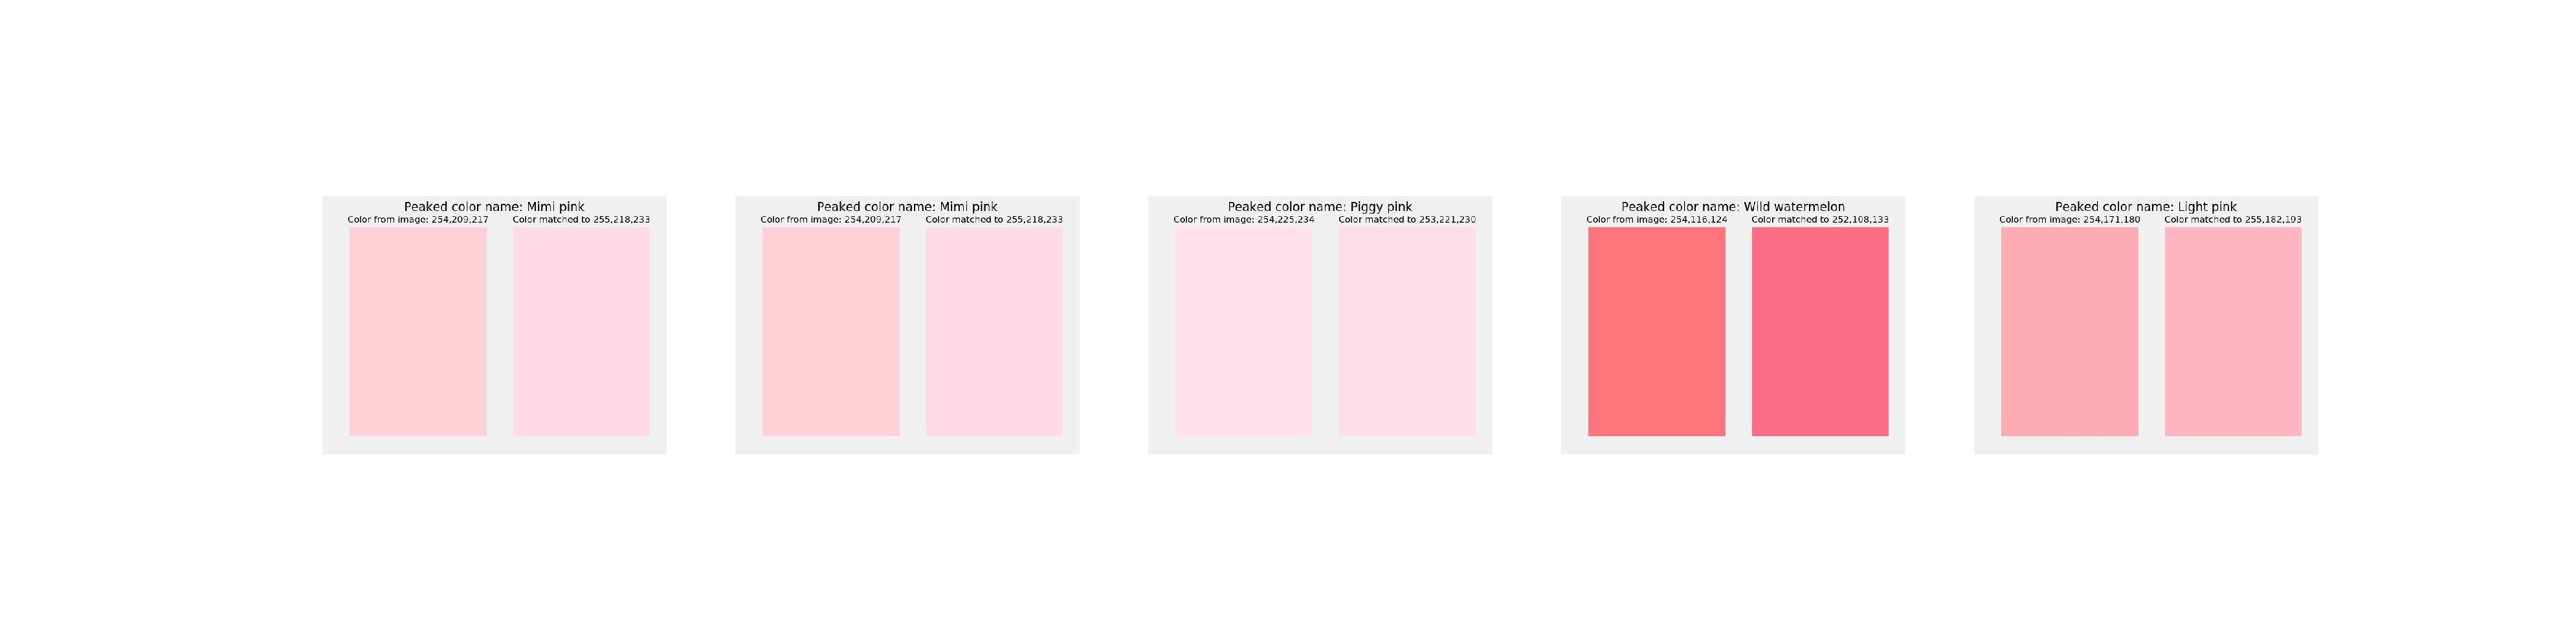 Peaked color name: Mimi pink
Color from image: 254,209,217
Color matched to 255,218,233
Peaked color name: Mimi pink
Color from image: 254,209,217
Color matched to 255,218,233
Peaked color name: Piggy pink
Color from image: 254,225,234
Color matched to 253,221,230
Peaked color name: Wild watermelon
Color from image: 254,116,124
Color matched to 252,108,133
Peaked color name: Light pink
Color from image: 254,171,180
Color matched to 255,182,193